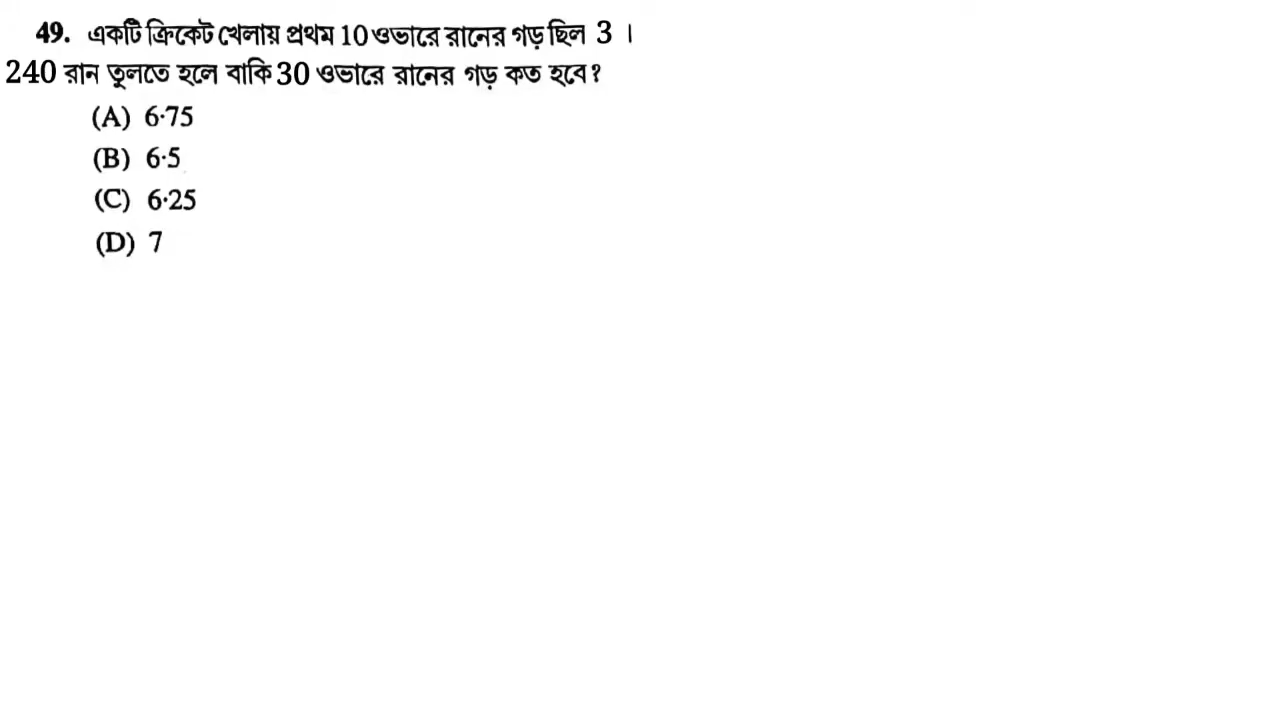 49. একটি ক্রিকেট খেলায় প্রথম 10 ওভারে রানের গড় ছিল 3 ।
240 রান তুলতে হলে বাকি 30 ওভারে রানের গড় কত হবে?
(A) 6·75
(B) 6·5
(C) 6·25
(D) 7